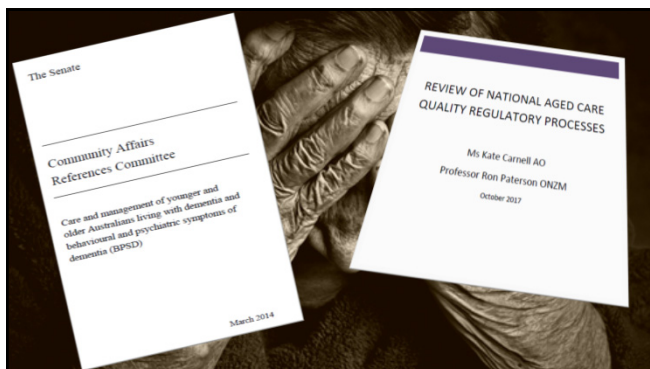 The Senate
Community Affairs
References Committee
Care and management of younger and
older Australians living with dementia and
behavioural and psychiatric symptoms of
dementia (BPSD)
March 2014
REVIEW OF NATIONAL AGED CARE
QUALITY REGULATORY PROCESSES
Ms Kate Carnell AO
Professor Ron Paterson ONZM
October 2017